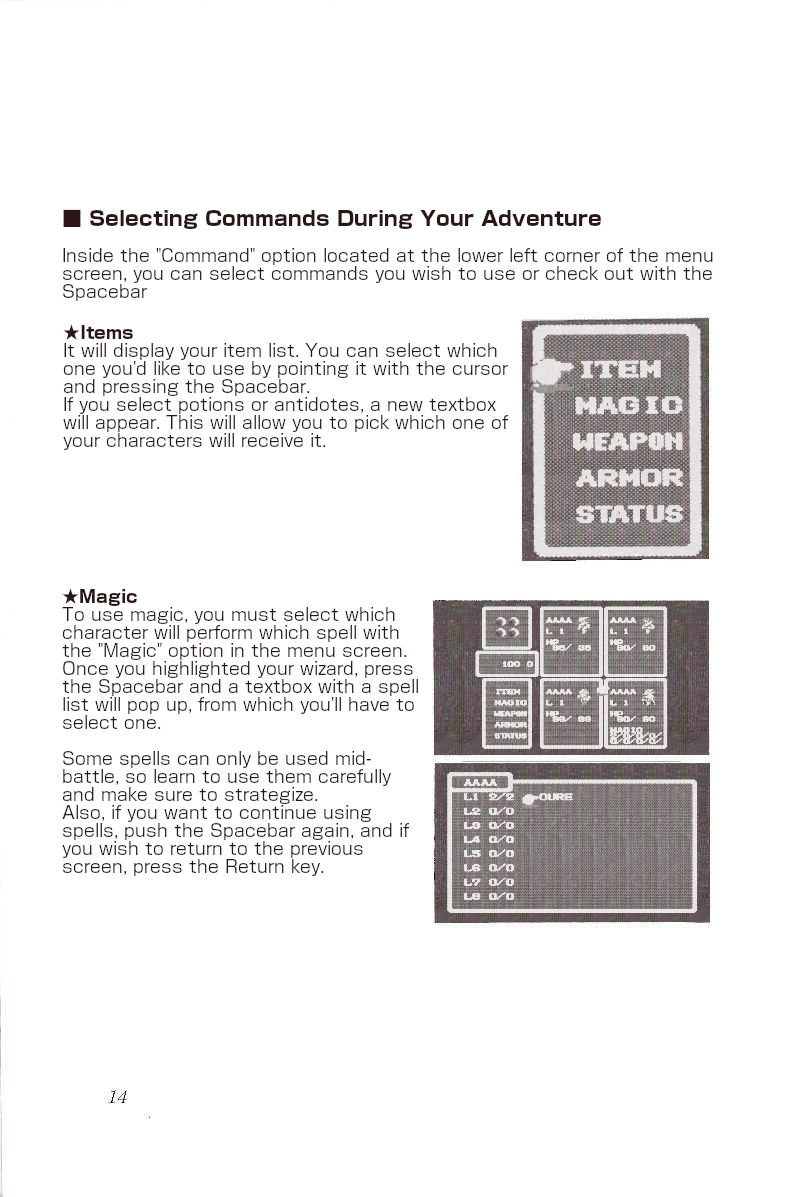 ■ Selecting Commands During Your Adventure
Inside the "Command" option located at the lower left corner of the menu
screen, you can select commands you wish to use or check out with the
Spacebar
★Items
It will display your item list. You can select which
one you'd like to use by pointing it with the cursor
and pressing the Spacebar.
If you select potions or antidotes, a new textbox
will appear. This will allow you to pick which one of
your characters will receive it.
ITEM
MAGIC
WEAPON
ARMOR
STATUS
★Magic
To use magic, you must select which
character will perform which spell with
the "Magic" option in the menu screen.
Once you highlighted your wizard, press
the Spacebar and a textbox with a spell
list will pop up, from which you'll have to
select one.
Some spells can only be used mid-
battle, so learn to use them carefully
and make sure to strategize.
Also, if you want to continue using
spells, push the Spacebar again, and if
you wish to return to the previous
screen, press the Return key.
AAAA
L 1
HP
AAAA
L 1
HP
100 G
ITEM
MAGIC
WEAPON
ARMOR
STATUS
AAAA
L 1
HP
AAAA
L 1
HP
MAGIC
AAAA
L1 2/2 CURE
L2 0/0
L3 0/0
L4 0/0
L5 0/0
L6 0/0
L7 0/0
L8 0/0
14